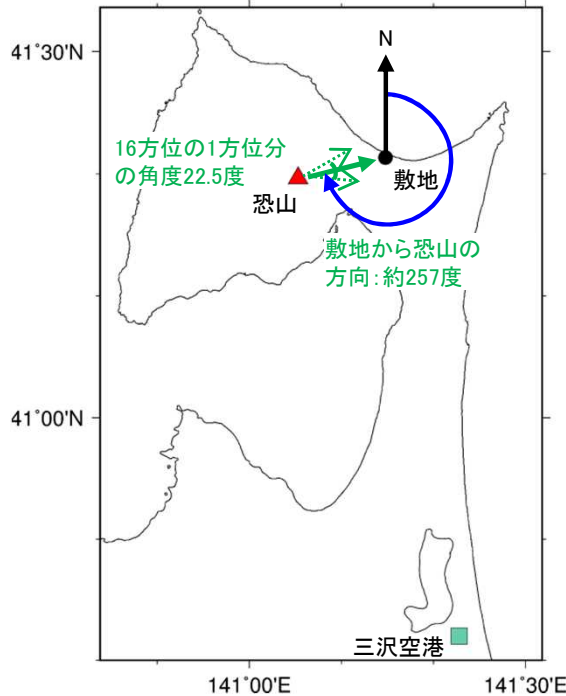 41˚30'N
N
16方位の1方位分
の角度22.5度
敷地
恐山
敷地から恐山の
方向:約257度
41˚00'N
三沢空港
141˚00'E
141˚30'E